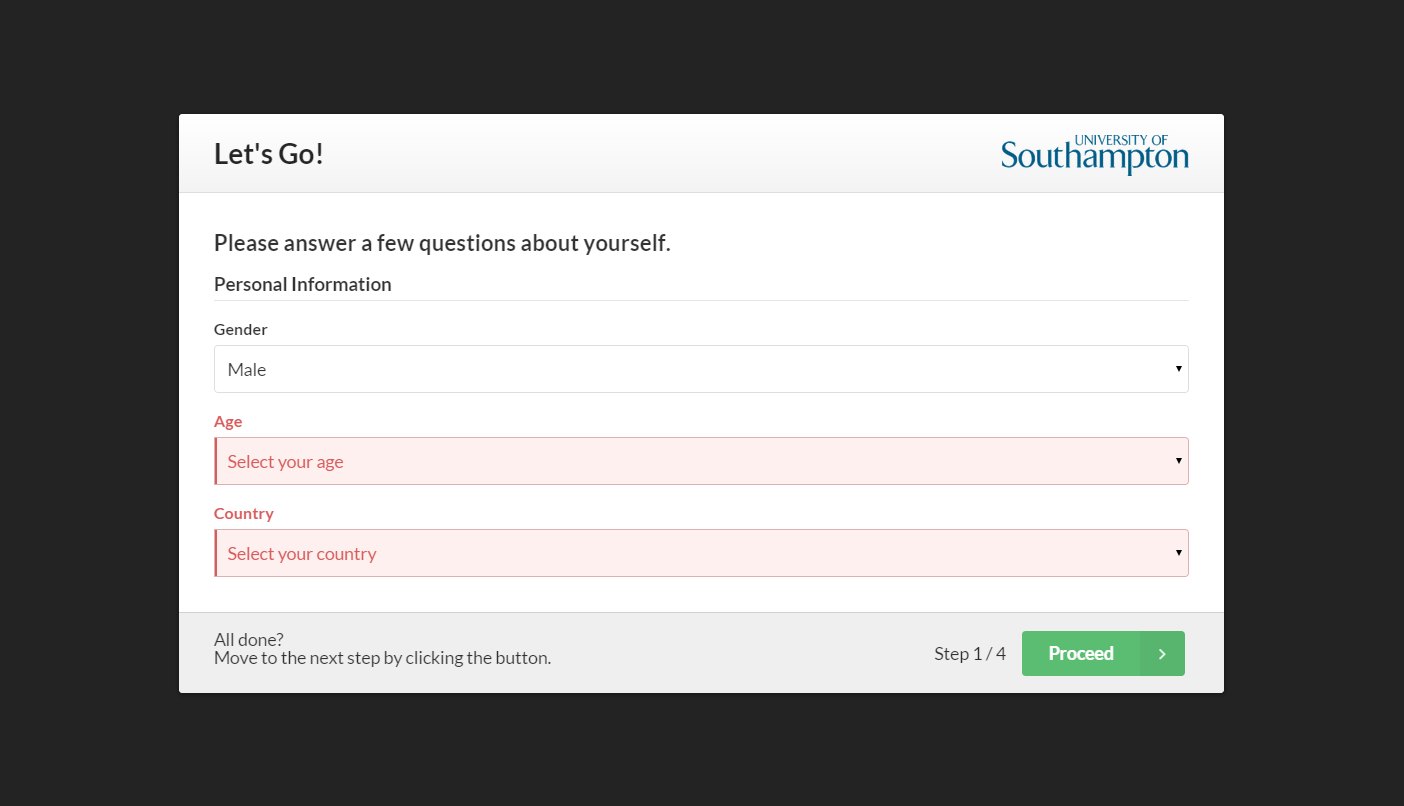 Let's Go!
UNIVERSITY OF
Southampton
Please answer a few questions about yourself.
Personal Information
Gender
Male
Age
Select your age
Country
Select your country
All done?
Move to the next step by clicking the button.
Step 1 / 4
Proceed